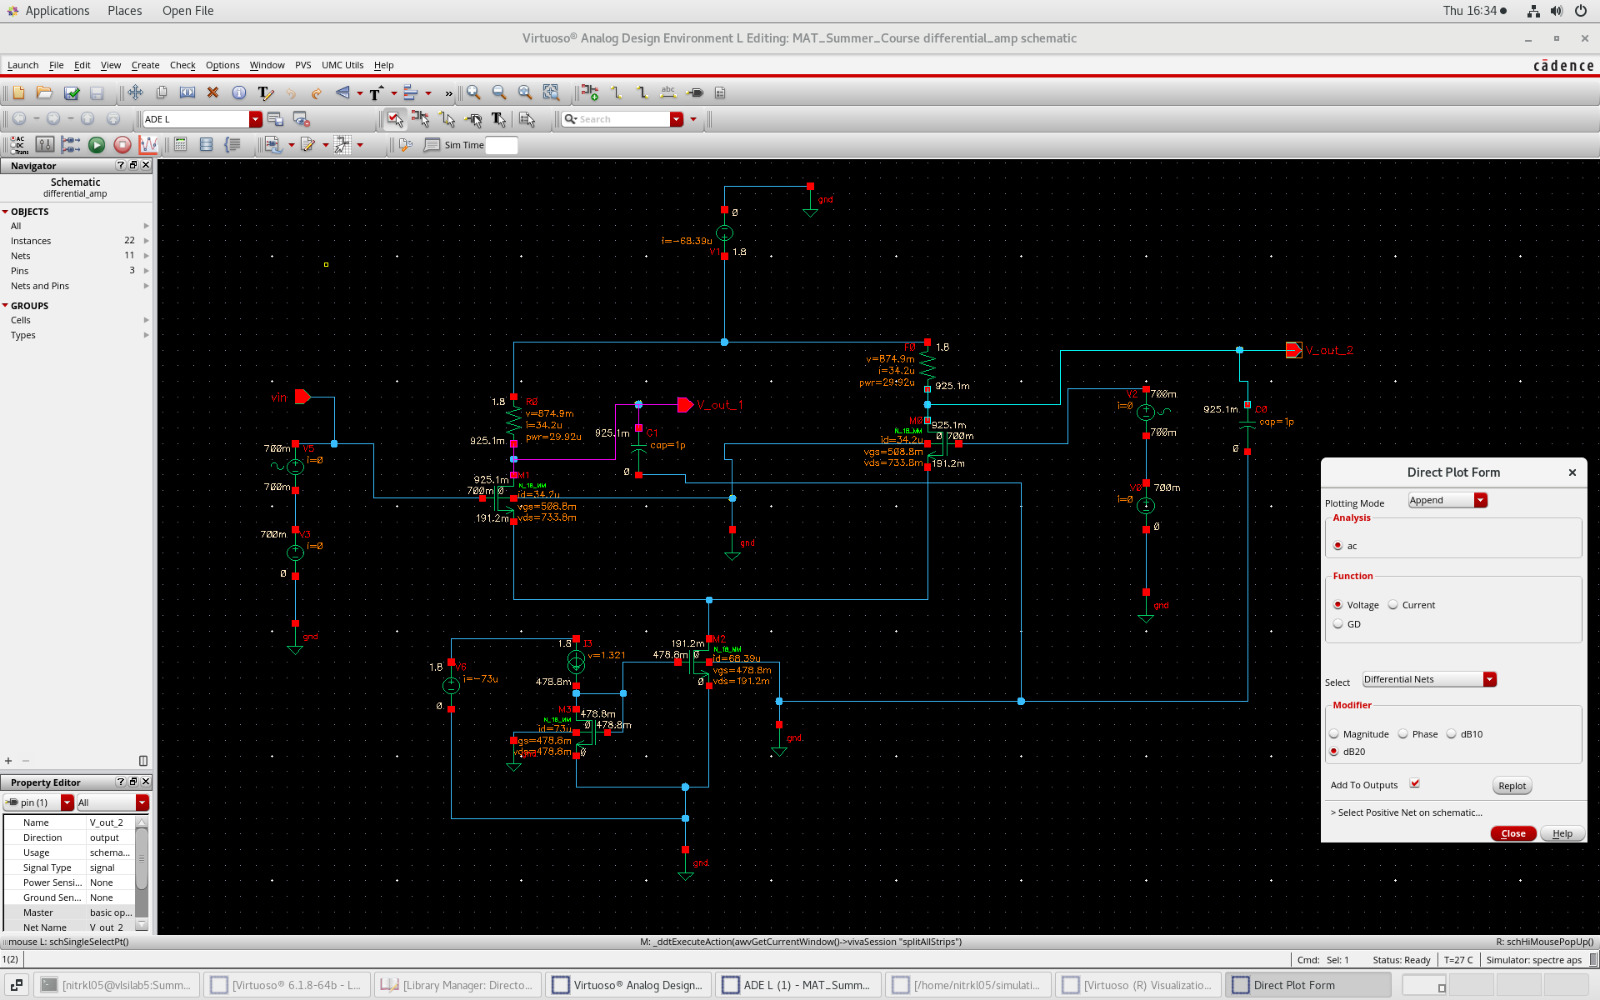 Applications Places Open File Thu 16:34
Virtuoso® Analog Design Environment L Editing: MAT_Summer_Course differential_amp schematic
Launch File Edit View Create Check Options Window PVS UMC Utils Help
cādence
ADE L
Search
Sim Time
Navigator
Schematic
differential_amp
OBJECTS
All
Instances 22
Nets 11
Pins 3
Nets and Pins
GROUPS
Cells
Types
Property Editor
pin (1) All
Name V_out_2
Direction output
Usage schema...
Signal Type signal
Power Sensi... None
Ground Sen... None
Master basic op...
Net Name V_out_2
gnd
0
i=-68.39u
V1 1.8
1.8
v=874.9m
i=34.2u
pwr=29.92u
925.1m
V_out_2
vin
1.8 R0
v=874.9m
i=34.2u
pwr=29.92u
925.1m
V_out_1
925.1m C1
cap=1p
0
M0 925.1m
N_18_MM
0 700m
id=34.2u
vgs=508.8m
vds=733.8m
191.2m
V2 700m
i=0
700m
V0 700m
i=0
0
gnd
925.1m C0
cap=1p
0
700m V5
i=0
700m
700m V3
i=0
0
gnd
M1
925.1m N_18_MM
700m 0
id=34.2u
vgs=508.8m
191.2m vds=733.8m
gnd
1.8 I3
v=1.321
478.8m
1.8 V6
i=-73u
0
191.2m M2
N_18_MM
478.8m 0
id=68.39u
vgs=478.8m
0 vds=191.2m
M3 478.8m
N_18_MM
0 478.8m
id=73u
vgs=478.8m
vds=478.8m
0
gnd
gnd
Direct Plot Form
Plotting Mode Append
Analysis
ac
Function
Voltage Current
GD
Select Differential Nets
Modifier
Magnitude Phase dB10
dB20
Add To Outputs Replot
> Select Positive Net on schematic...
Close Help
mouse L: schSingleSelectPt() M: _ddtExecuteAction(awvGetCurrentWindow()->vivaSession "splitAllStrips") R: schHiMousePopUp()
1(2) Cmd: Sel: 1 Status: Ready T=27 C Simulator: spectre aps
[nitrkl05@vlsilab5:Summ... [Virtuoso® 6.1.8-64b - L... [Library Manager: Directo... Virtuoso® Analog Design... ADE L (1) - MAT_Summ... [/home/nitrkl05/simulati... [Virtuoso (R) Visualizatio... Direct Plot Form